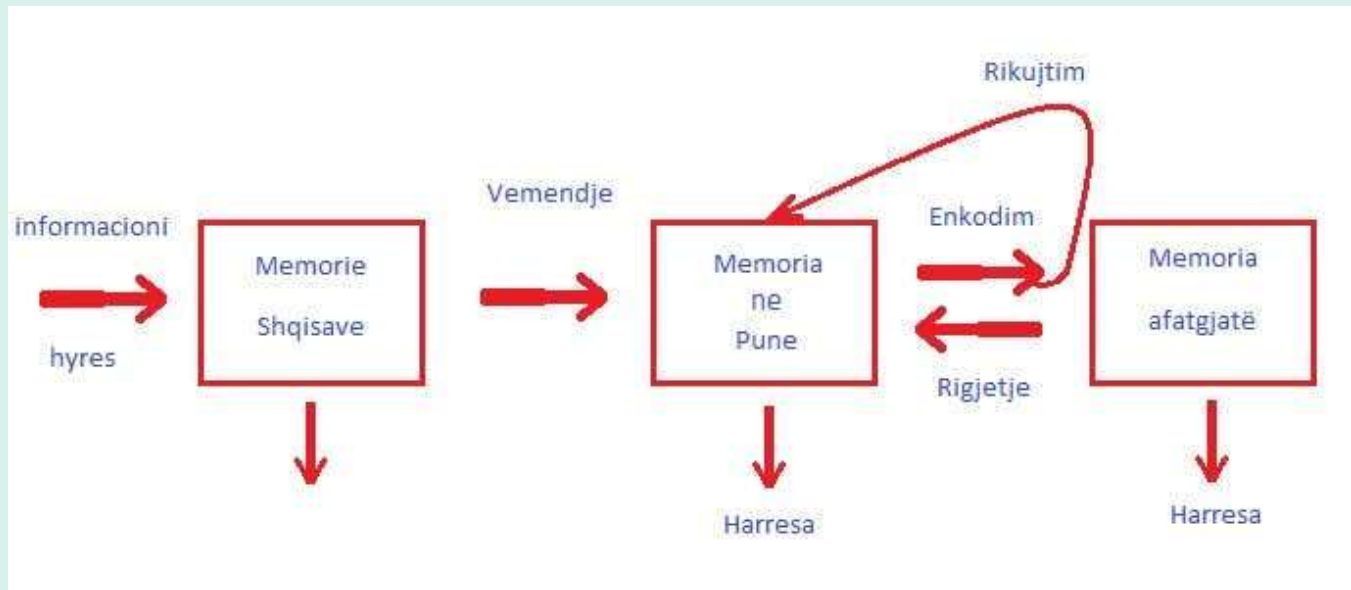 informacioni
hyres
Memorie
Shqisave
Vemendje
Memoria
ne
Pune
Rikujtim
Enkodim
Rigjetje
Memoria
afatgjatë
Harresa
Harresa